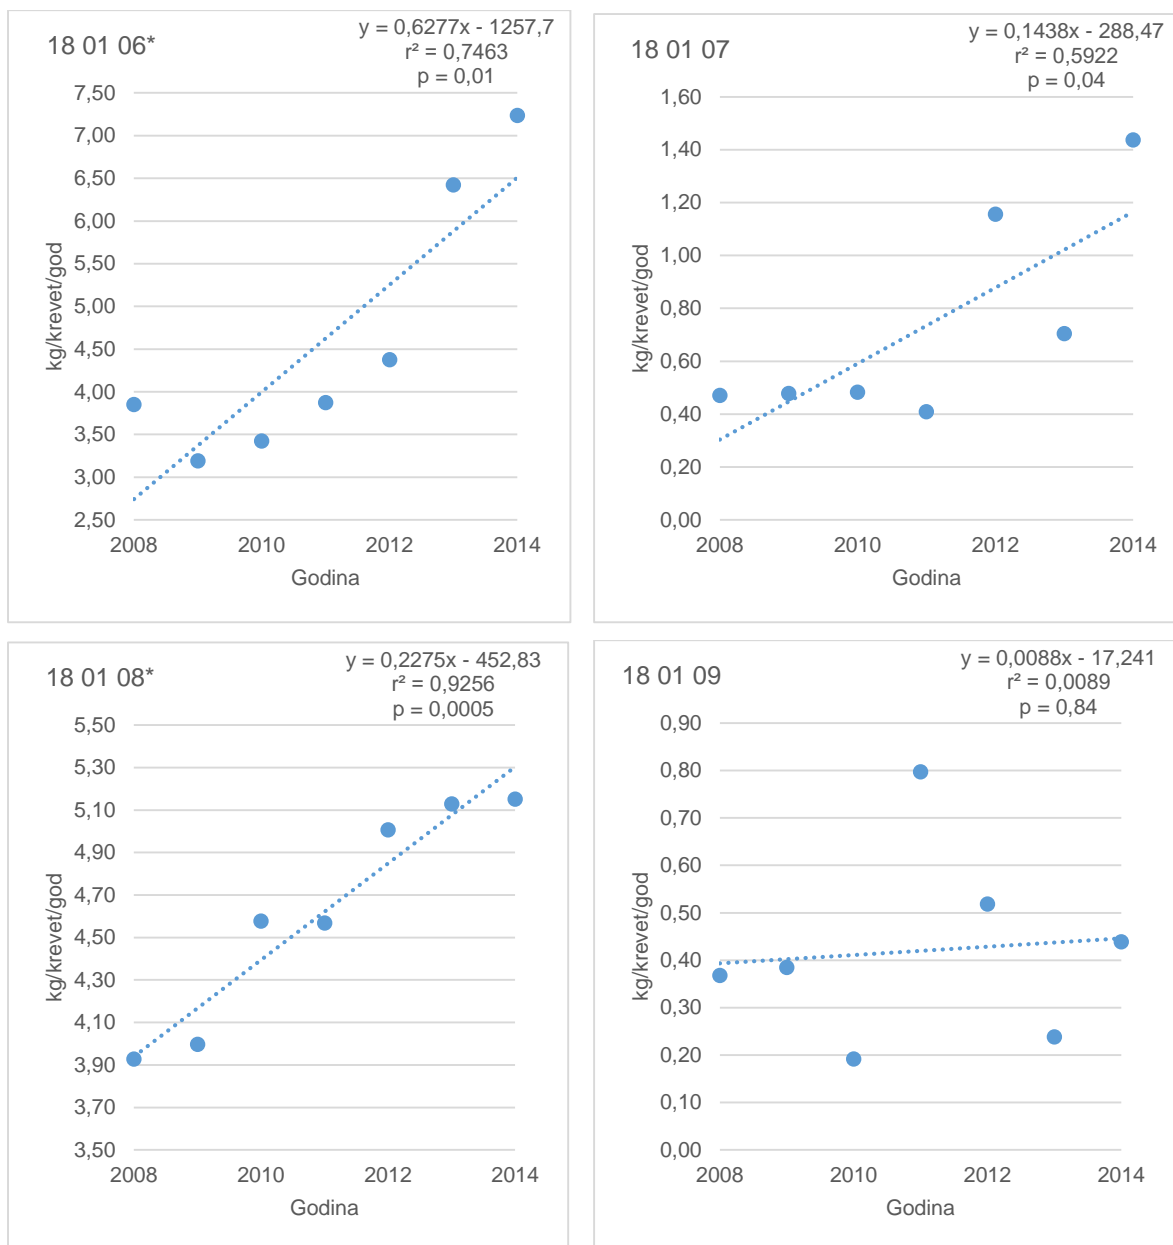 18 01 06*
y = 0,6277x - 1257,7
r² = 0,7463
p = 0,01
7,50
7,00
6,50
6,00
5,50
5,00
4,50
4,00
3,50
3,00
2,50
kg/krevet/god
2008
2010
2012
2014
Godina
18 01 07
y = 0,1438x - 288,47
r² = 0,5922
p = 0,04
1,60
1,40
1,20
1,00
0,80
0,60
0,40
0,20
0,00
kg/krevet/god
2008
2010
2012
2014
Godina
18 01 08*
y = 0,2275x - 452,83
r² = 0,9256
p = 0,0005
5,50
5,30
5,10
4,90
4,70
4,50
4,30
4,10
3,90
3,70
3,50
kg/krevet/god
2008
2010
2012
2014
Godina
18 01 09
y = 0,0088x - 17,241
r² = 0,0089
p = 0,84
0,90
0,80
0,70
0,60
0,50
0,40
0,30
0,20
0,10
0,00
kg/krevet/god
2008
2010
2012
2014
Godina